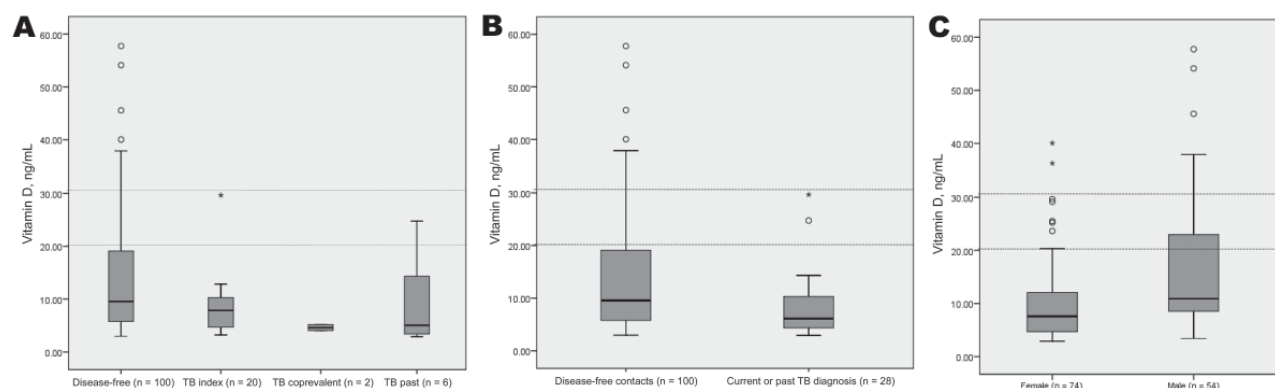 A
Vitamin D, ng/mL
60.00
50.00
40.00
30.00
20.00
10.00
0.00
*
Disease-free (n = 100) TB index (n = 20) TB coprevalent (n = 2) TB past (n = 6)
B
Vitamin D, ng/mL
60.00
50.00
40.00
30.00
20.00
10.00
0.00
*
Disease-free contacts (n = 100) Current or past TB diagnosis (n = 28)
C
Vitamin D, ng/mL
60.00
50.00
40.00
30.00
20.00
10.00
0.00
*
*
Female (n = 74) Male (n = 54)